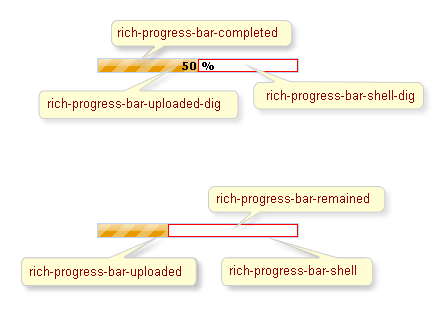 rich-progress-bar-completed
50 %
rich-progress-bar-uploaded-dig
rich-progress-bar-shell-dig
rich-progress-bar-remained
rich-progress-bar-uploaded
rich-progress-bar-shell